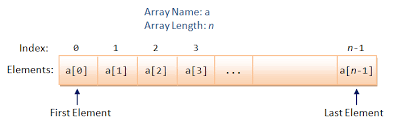 Array Name: a
Array Length: n
Index: 0 1 2 3 n-1
Elements: a[0] a[1] a[2] a[3] ... a[n-1]
First Element Last Element